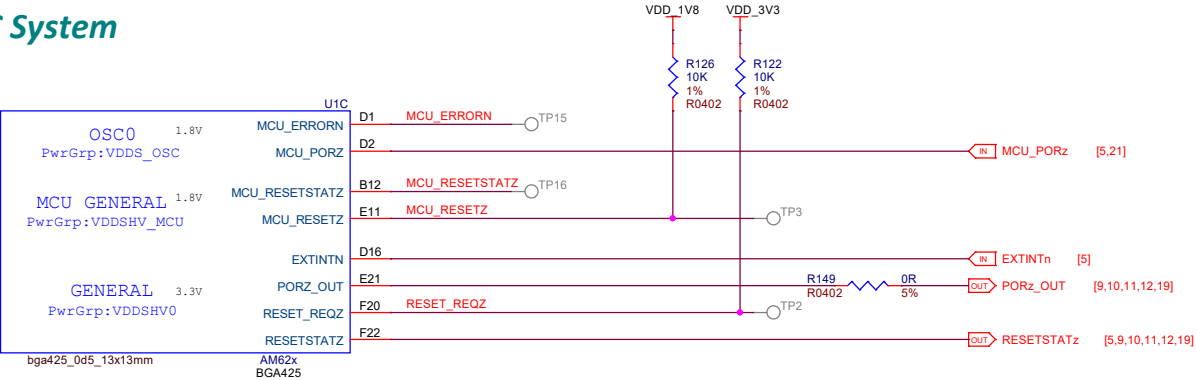 VDD_1V8 VDD_3V3
System
R126 R122
10K 10K
1% 1%
R0402 R0402
U1C
OSC0 1.8V MCU_ERRORN D1 MCU_ERRORN TP15
PwrGrp:VDDS_OSC MCU_PORZ D2 IN MCU_PORz [5,21]
MCU_RESETSTATZ B12 MCU_RESETSTATZ TP16
MCU GENERAL 1.8V
PwrGrp:VDDSHV_MCU MCU_RESETZ E11 MCU_RESETZ TP3
EXTINTN D16 IN EXTINTn [5]
GENERAL 3.3V PORZ_OUT E21 R149 0R OUT PORz_OUT [9,10,11,12,19]
R0402 5%
PwrGrp:VDDSHV0 RESET_REQZ F20 RESET_REQZ TP2
RESETSTATZ F22 OUT RESETSTATz [5,9,10,11,12,19]
bga425_0d5_13x13mm AM62x
BGA425